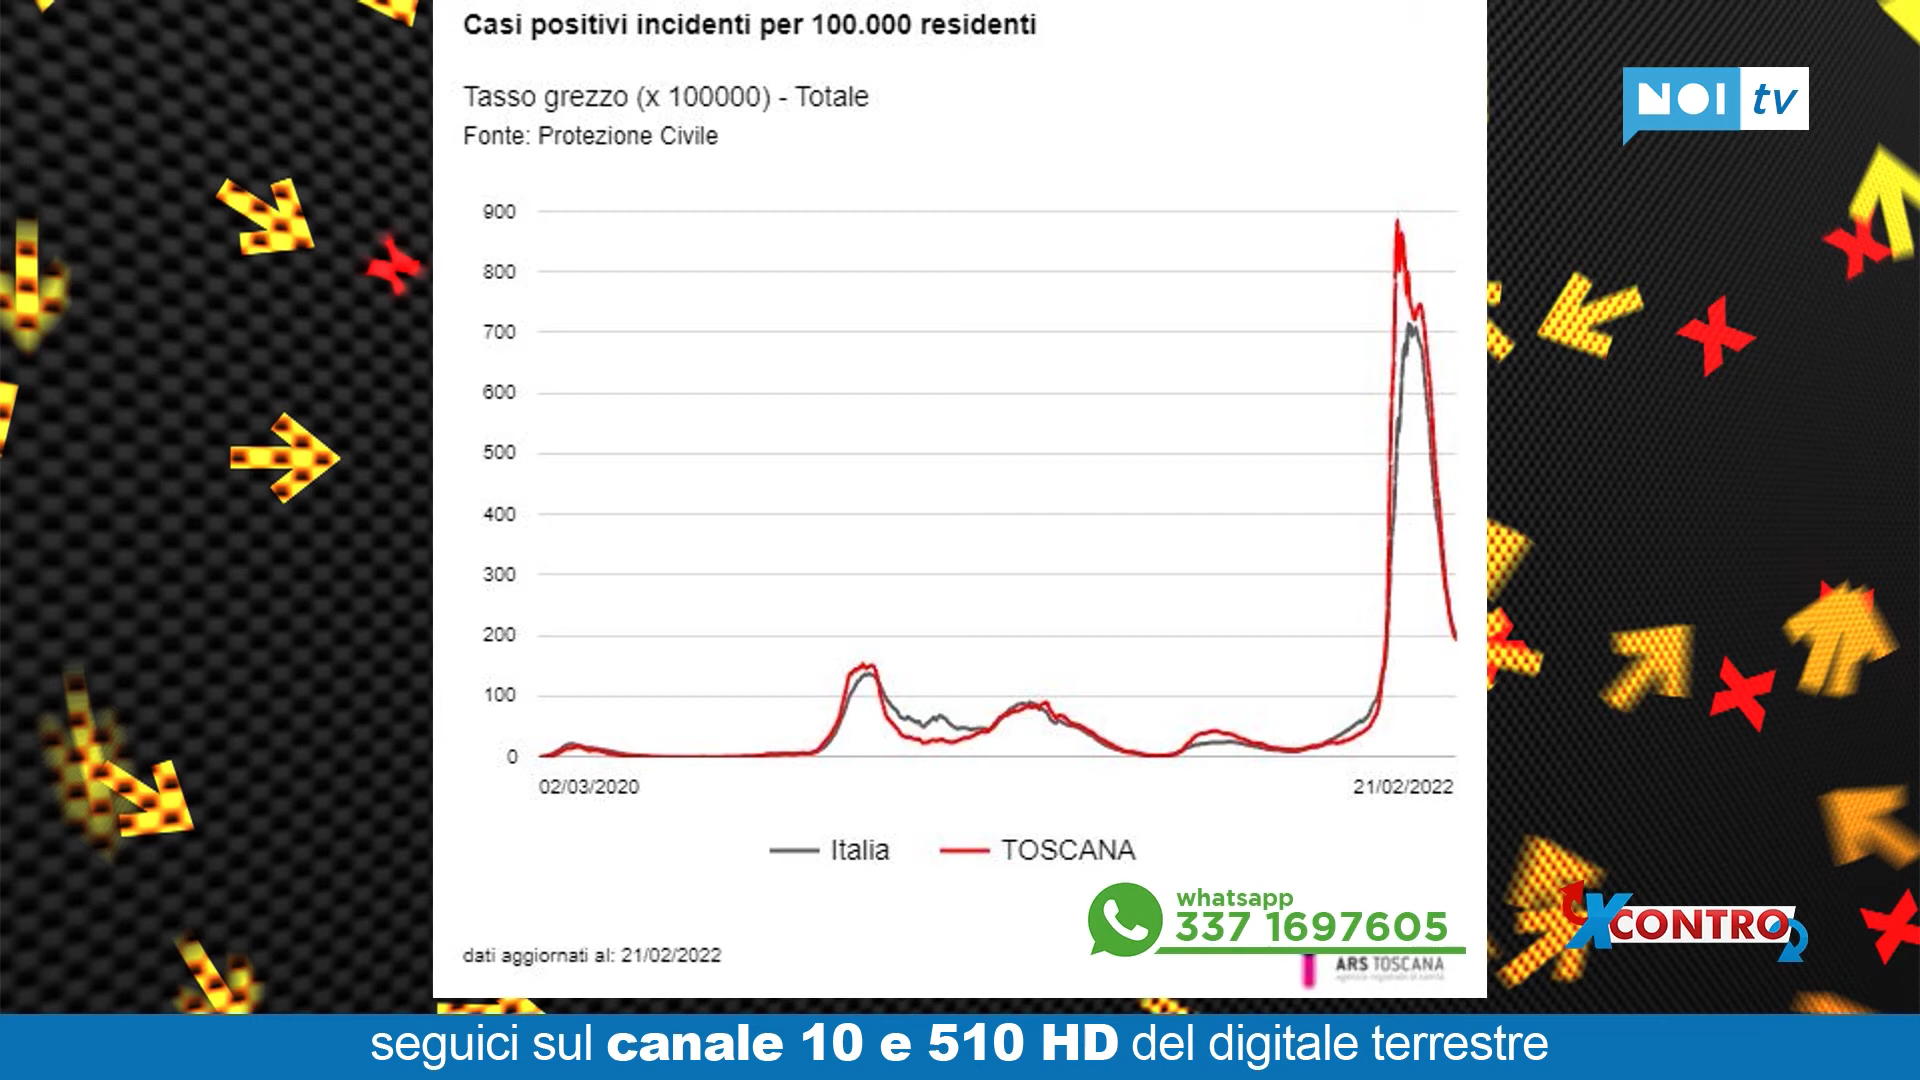 Casi positivi incidenti per 100.000 residenti
Tasso grezzo (x 100000) - Totale
Fonte: Protezione Civile
NOI tv
900
800
700
600
500
400
300
200
100
0
02/03/2020 21/02/2022
Italia TOSCANA
whatsapp
337 1697605
XCONTRO
dati aggiornati al: 21/02/2022
ARS TOSCANA
seguici sul canale 10 e 510 HD del digitale terrestre